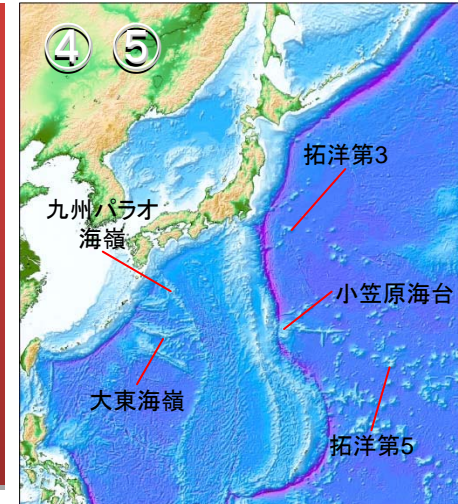 ④ ⑤
拓洋第3
九州パラオ
海嶺
小笠原海台
大東海嶺
拓洋第5